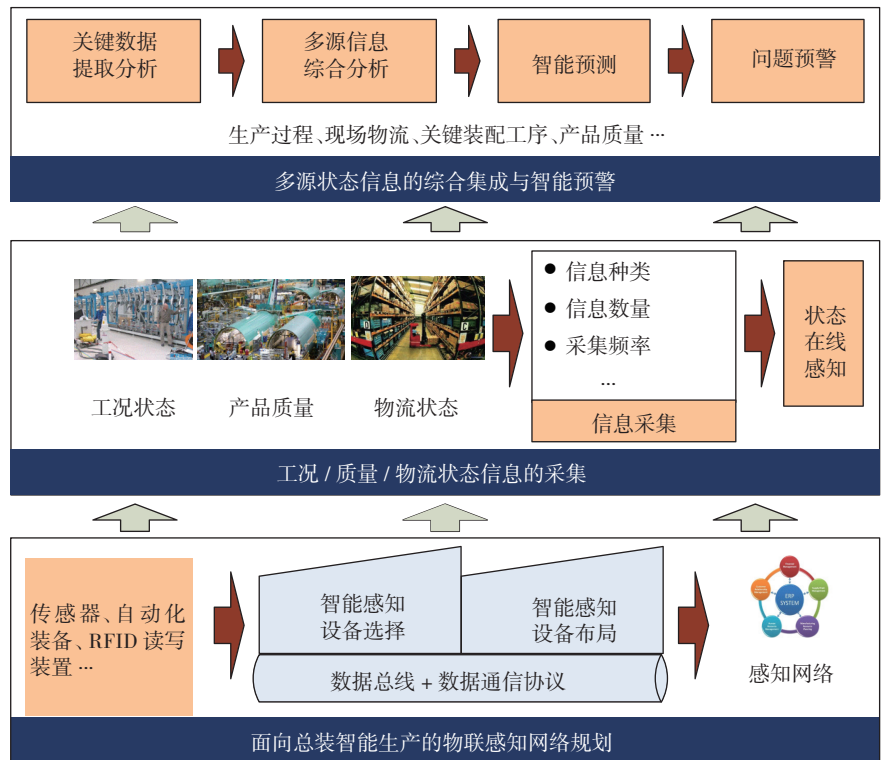 关键数据
提取分析
多源信息
综合分析
智能预测
问题预警
生产过程、现场物流、关键装配工序、产品质量 …
多源状态信息的综合集成与智能预警
工况状态
产品质量
物流状态
● 信息种类
● 信息数量
● 采集频率
…
信息采集
状态
在线
感知
工况 / 质量 / 物流状态信息的采集
传感器、自动化
装备、RFID 读写
装置 …
智能感知
设备选择
智能感知
设备布局
数据总线 + 数据通信协议
ERP
SYSTEM
感知网络
面向总装智能生产的物联感知网络规划